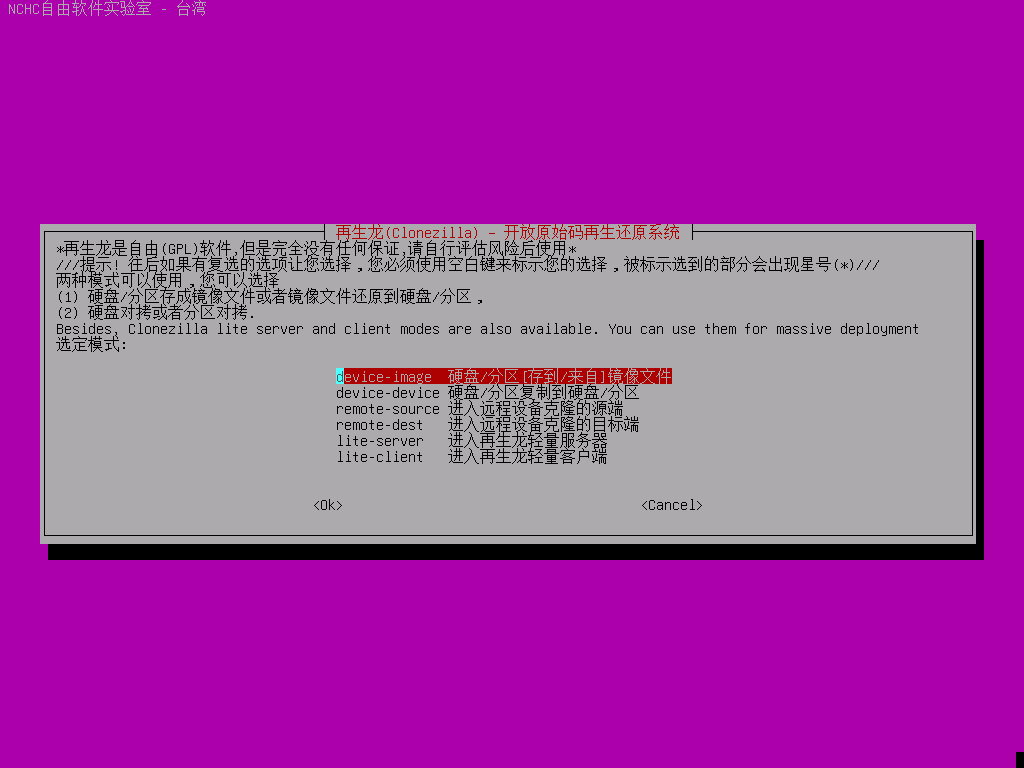 NCHC自由软件实验室 - 台湾
再生龙(Clonezilla) - 开放原始码再生还原系统
*再生龙是自由(GPL)软件,但是完全没有任何保证,请自行评估风险后使用*
///提示! 往后如果有复选的选项让您选择，您必须使用空白键来标示您的选择，被标示选到的部分会出现星号(*)///
两种模式可以使用，您可以选择
(1) 硬盘/分区存成镜像文件或者镜像文件还原到硬盘/分区，
(2) 硬盘对拷或者分区对拷.
Besides, Clonezilla lite server and client modes are also available. You can use them for massive deployment
选定模式:
device-image 硬盘/分区[存到/来自]镜像文件
device-device 硬盘/分区复制到硬盘/分区
remote-source 进入远程设备克隆的源端
remote-dest 进入远程设备克隆的目标端
lite-server 进入再生龙轻量服务器
lite-client 进入再生龙轻量客户端
<Ok> <Cancel>